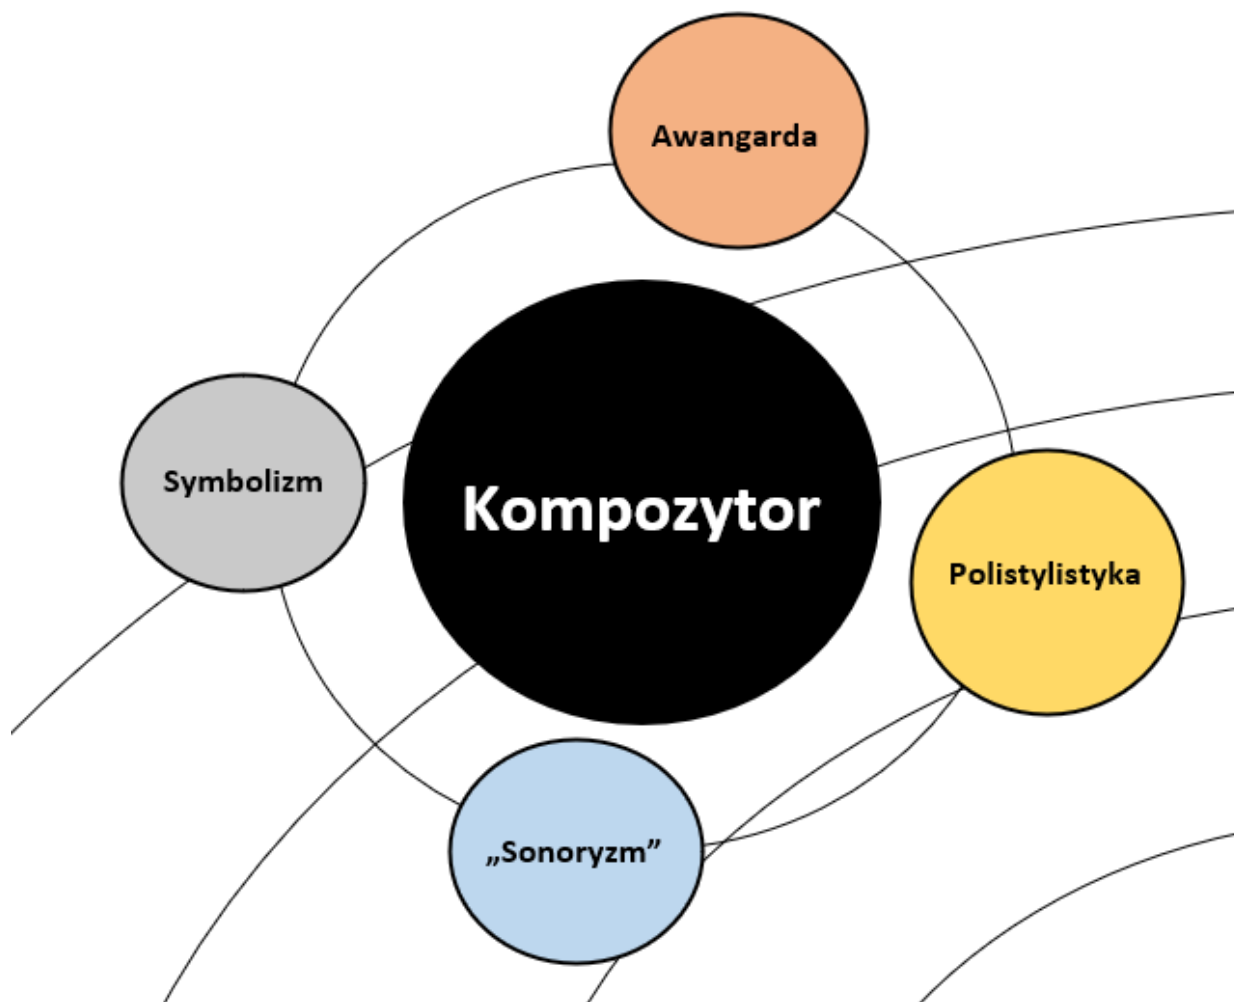 Awangarda
Symbolizm
Kompozytor
Polistylistyka
„Sonoryzm”